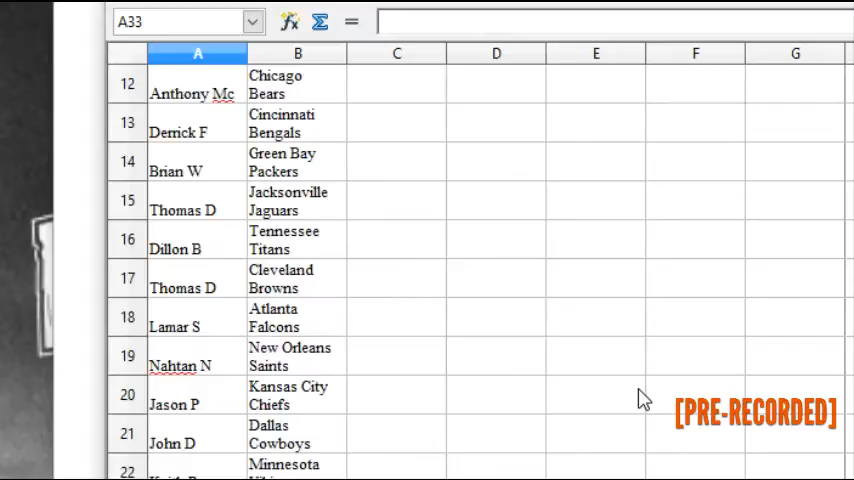 A33
A B C D E F G
12 Anthony Mc Chicago
Bears
13 Derrick F Cincinnati
Bengals
14 Brian W Green Bay
Packers
15 Thomas D Jacksonville
Jaguars
16 Dillon B Tennessee
Titans
17 Thomas D Cleveland
Browns
18 Lamar S Atlanta
Falcons
19 Nahtan N New Orleans
Saints
20 Jason P Kansas City
Chiefs
21 John D Dallas
Cowboys
22 Minnesota
[PRE-RECORDED]